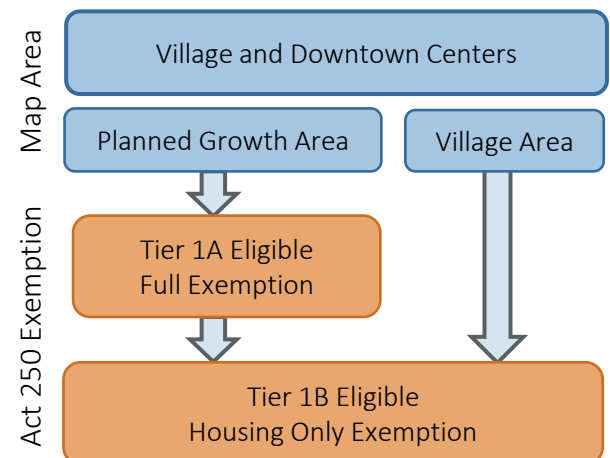 Map Area
Village and Downtown Centers
Planned Growth Area
Village Area
Act 250 Exemption
Tier 1A Eligible
Full Exemption
Tier 1B Eligible
Housing Only Exemption